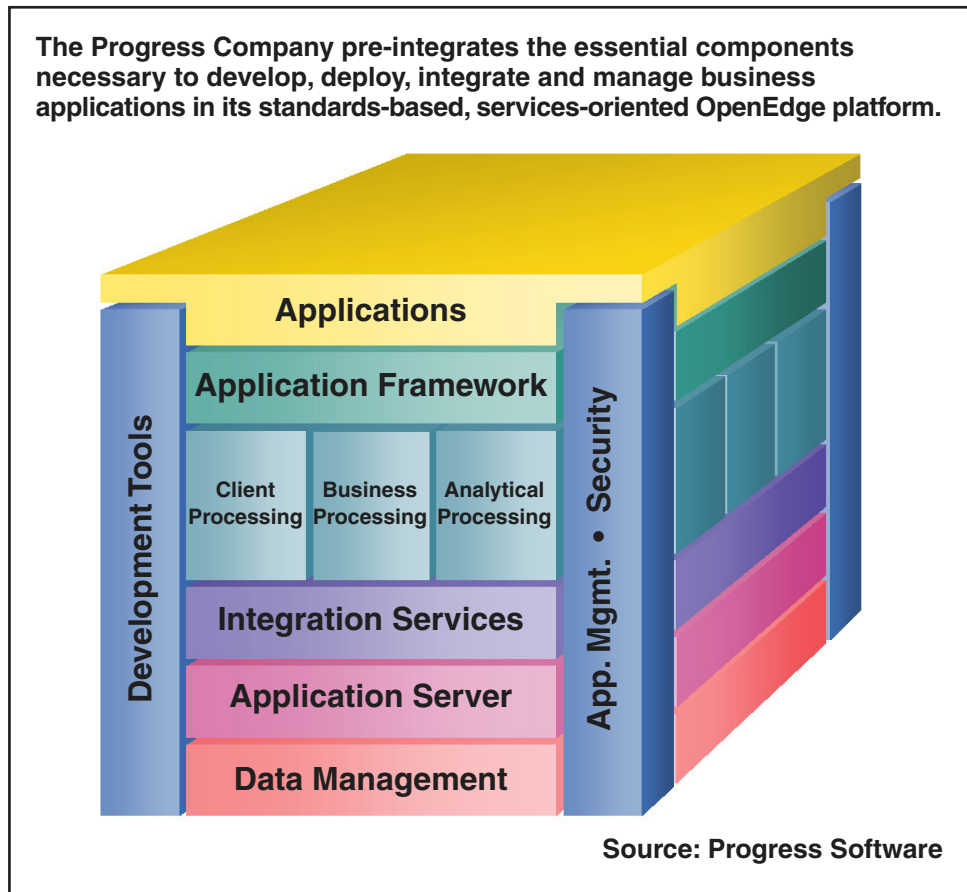 The Progress Company pre-integrates the essential components
necessary to develop, deploy, integrate and manage business
applications in its standards-based, services-oriented OpenEdge platform.
Applications
Application Framework
Development Tools
Client
Processing
Business
Processing
Analytical
Processing
App. Mgmt. • Security
Integration Services
Application Server
Data Management
Source: Progress Software